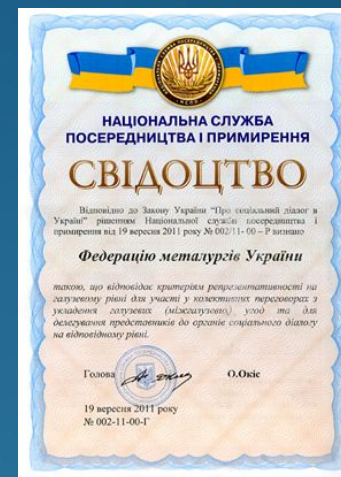 НАЦІОНАЛЬНА СЛУЖБА
ПОСЕРЕДНИЦТВА І ПРИМИРЕННЯ
СВІДОЦТВО
Відповідно до Закону України “Про соціальний діалог в
Україні” рішенням Національної служби посередництва і
примирення від 19 вересня 2011 року № 002/11- 00 – Р визнано
Федерацію металургів України
такою, що відповідає критеріям репрезентативності на
галузевому рівні для участі у колективних переговорах з
укладення галузевих (міжгалузевих) угод та для
делегування представників до органів соціального діалогу
на відповідному рівні.
Голова О.Окіс
19 вересня 2011 року
№ 002-11-00-Г